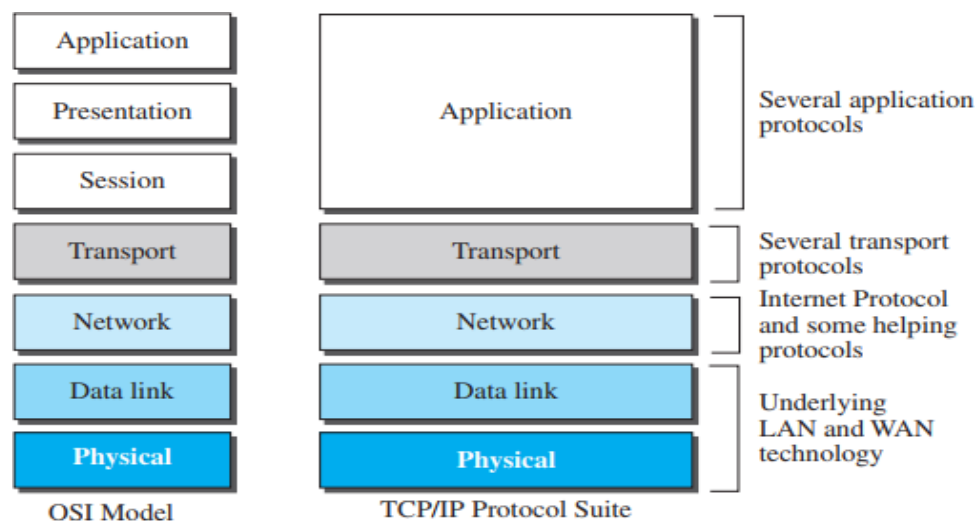 Application
Presentation
Session
Transport
Network
Data link
Physical
OSI Model
Application
Transport
Network
Data link
Physical
TCP/IP Protocol Suite
Several application
protocols
Several transport
protocols
Internet Protocol
and some helping
protocols
Underlying
LAN and WAN
technology